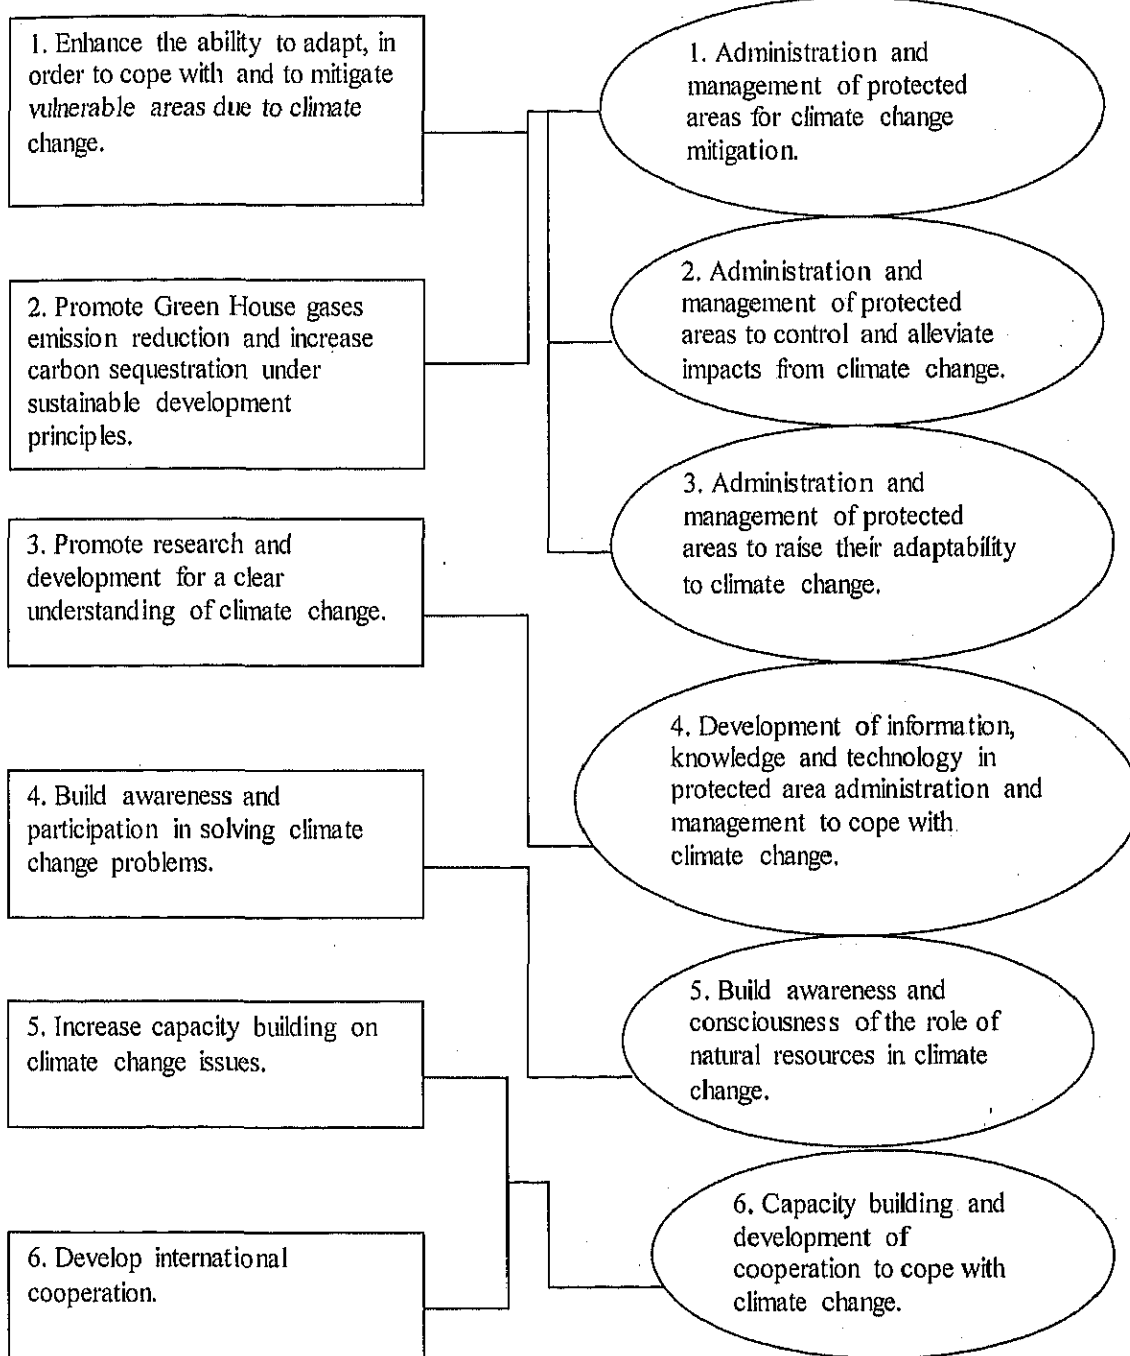 1. Enhance the ability to adapt, in
order to cope with and to mitigate
vulnerable areas due to climate
change.
2. Promote Green House gases
emission reduction and increase
carbon sequestration under
sustainable development
principles.
3. Promote research and
development for a clear
understanding of climate change.
4. Build awareness and
participation in solving climate
change problems.
5. Increase capacity building on
climate change issues.
6. Develop international
cooperation.
1. Administration and
management of protected
areas for climate change
mitigation.
2. Administration and
management of protected
areas to control and alleviate
impacts from climate change.
3. Administration and
management of protected
areas to raise their adaptability
to climate change.
4. Development of information,
knowledge and technology in
protected area administration and
management to cope with
climate change.
5. Build awareness and
consciousness of the role of
natural resources in climate
change.
6. Capacity building and
development of
cooperation to cope with
climate change.